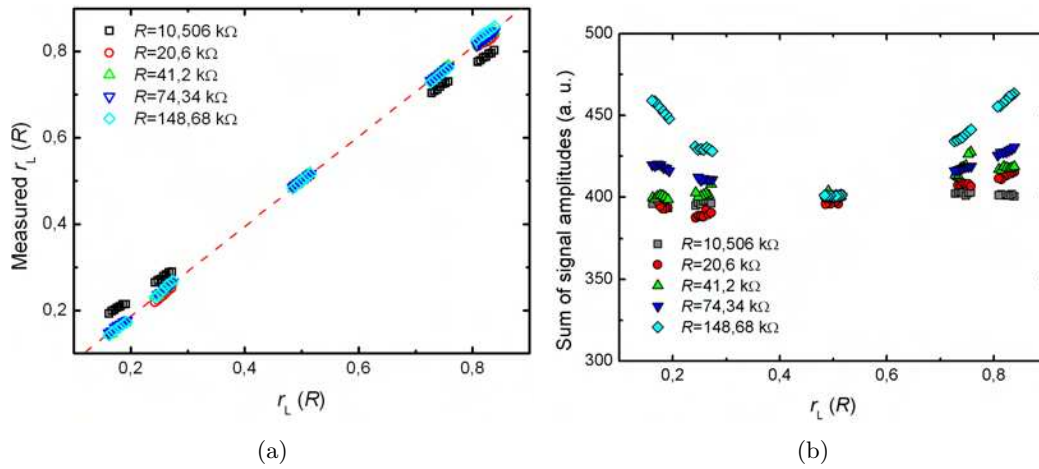 Measured r_L (R)
0,8
0,6
0,4
0,2
R=10,506 kΩ
R=20,6 kΩ
R=41,2 kΩ
R=74,34 kΩ
R=148,68 kΩ
0,2 0,4 0,6 0,8
r_L (R)
(a)
Sum of signal amplitudes (a. u.)
500
450
400
350
300
R=10,506 kΩ
R=20,6 kΩ
R=41,2 kΩ
R=74,34 kΩ
R=148,68 kΩ
0,2 0,4 0,6 0,8
r_L (R)
(b)